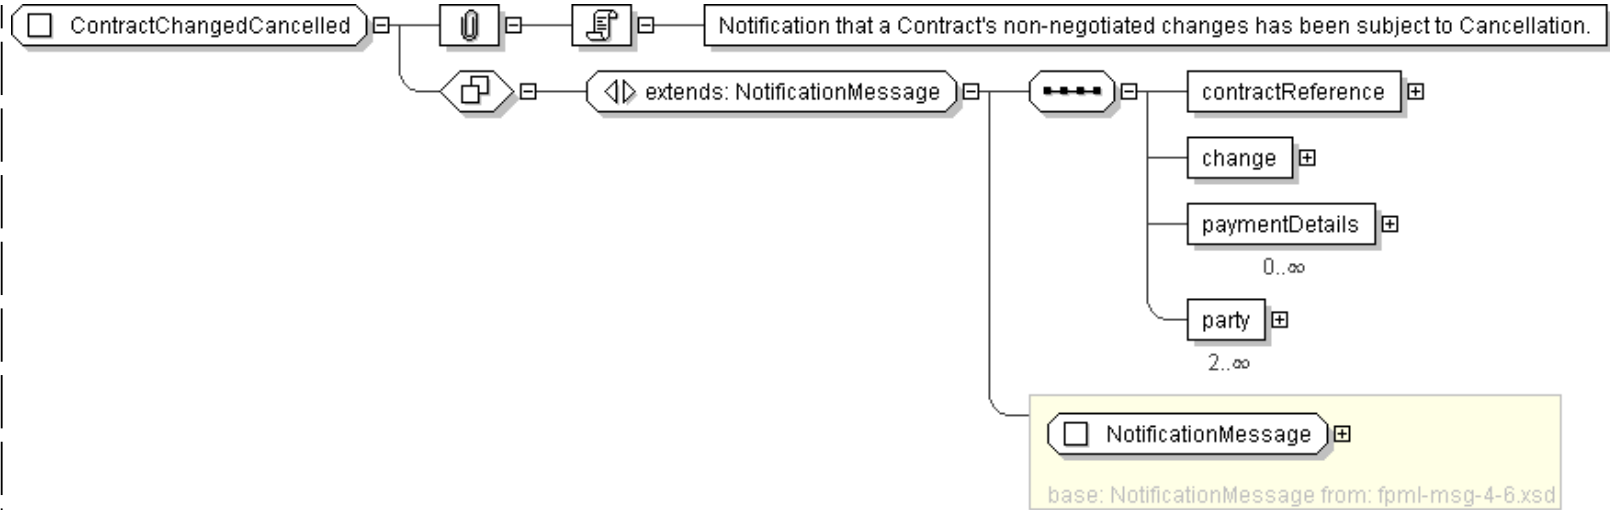 ContractChangedCancelled
Notification that a Contract's non-negotiated changes has been subject to Cancellation.
extends: NotificationMessage
contractReference
change
paymentDetails
0..∞
party
2..∞
NotificationMessage
base: NotificationMessage from: fpml-msg-4-6.xsd